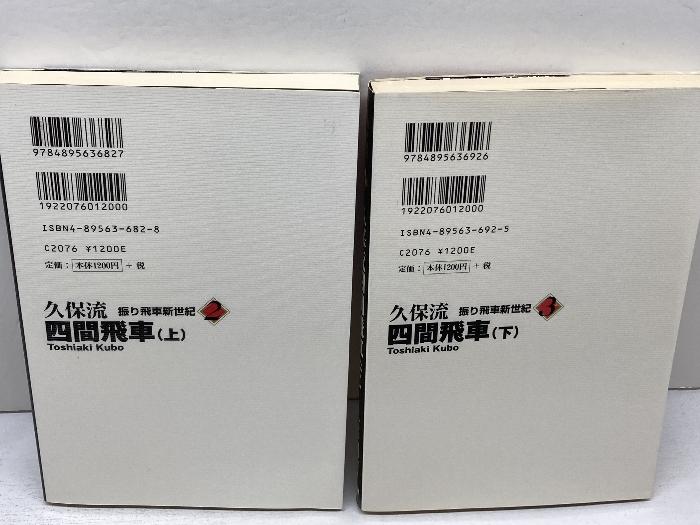 9784895636827
1922076012000
ISBN4-89563-682-8
C2076 ¥1200E
定価：本体1200円＋税
久保流 振り飛車新世紀 2
四間飛車(上)
Toshiaki Kubo
9784895636926
1922076012000
ISBN4-89563-692-5
C2076 ¥1200E
定価：本体1200円＋税
久保流 振り飛車新世紀 3
四間飛車(下)
Toshiaki Kubo